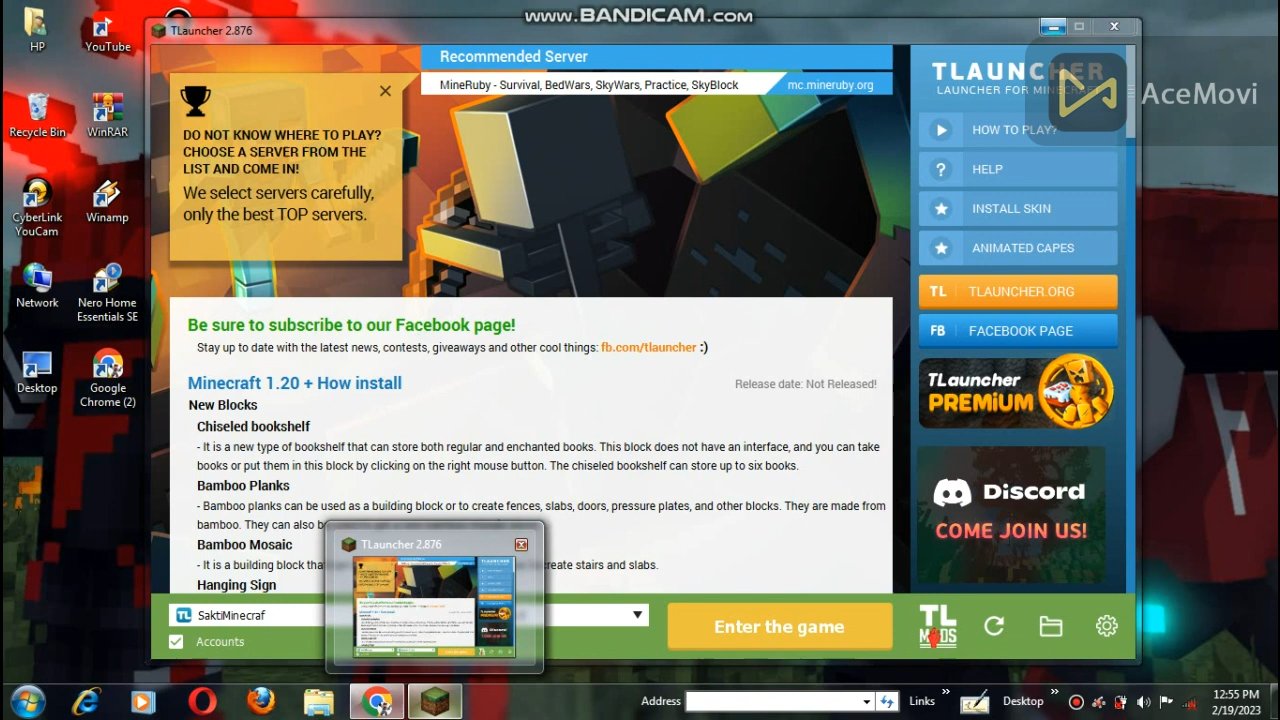 www.BANDICAM.com
HP
YouTube
Recycle Bin
WinRAR
CyberLink
YouCam
Winamp
Network
Nero Home
Essentials SE
Desktop
Google
Chrome (2)
TLauncher 2.876
Recommended Server
MineRuby - Survival, BedWars, SkyWars, Practice, SkyBlock
mc.mineruby.org
DO NOT KNOW WHERE TO PLAY?
CHOOSE A SERVER FROM THE
LIST AND COME IN!
We select servers carefully,
only the best TOP servers.
Be sure to subscribe to our Facebook page!
Stay up to date with the latest news, contests, giveaways and other cool things: fb.com/tlauncher :)
Minecraft 1.20 + How install
Release date: Not Released!
New Blocks
Chiseled bookshelf
- It is a new type of bookshelf that can store both regular and enchanted books. This block does not have an interface, and you can take
books or put them in this block by clicking on the right mouse button. The chiseled bookshelf can store up to six books.
Bamboo Planks
- Bamboo planks can be used as a building block or to create fences, slabs, doors, pressure plates, and other blocks. They are made from
bamboo. They can also b
Bamboo Mosaic
- It is a building block tha
create stairs and slabs.
Hanging Sign
TLAUNCHER
LAUNCHER FOR MINECRAFT
AceMovi
HOW TO PLAY?
? HELP
INSTALL SKIN
ANIMATED CAPES
TL TLAUNCHER.ORG
FB FACEBOOK PAGE
TLauncher
PREMiUM
Discord
COME JOIN US!
TLauncher 2.876
SaktiMinecraf
Accounts
Enter the game
TL
MODS
Address
Links »
Desktop »
12:55 PM
2/19/2023